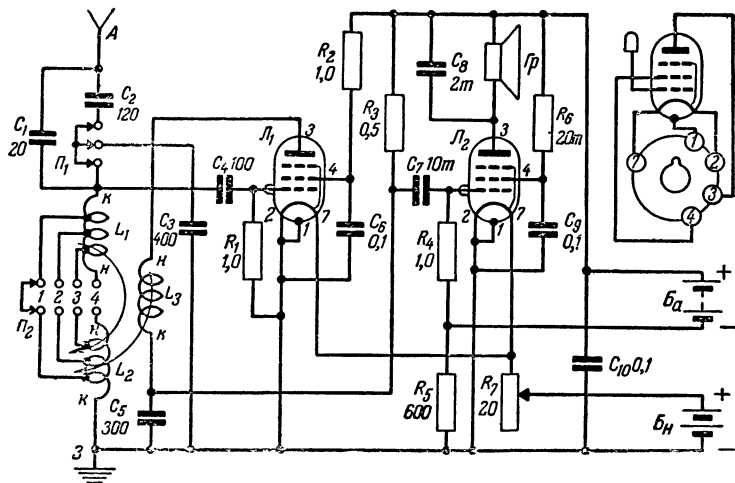 A
C₂
120
C₁
20
П₁
к
L₁
н
1 2 3 4
П₂
н
L₂
к
C₅
300
З
C₃
400
к
L₃
н
C₄ 100
R₁
1,0
Л₁
3
4
2
1
7
R₂
1,0
C₆
0,1
R₃
0,5
C₇ 10т
C₈
2т
Гр
Л₂
3
4
2
1
7
R₄
1,0
R₅
600
R₆
20т
C₉
0,1
R₇
20
C₁₀ 0,1
Bа
+
−
Bн
+
−
7
1
2
3
4